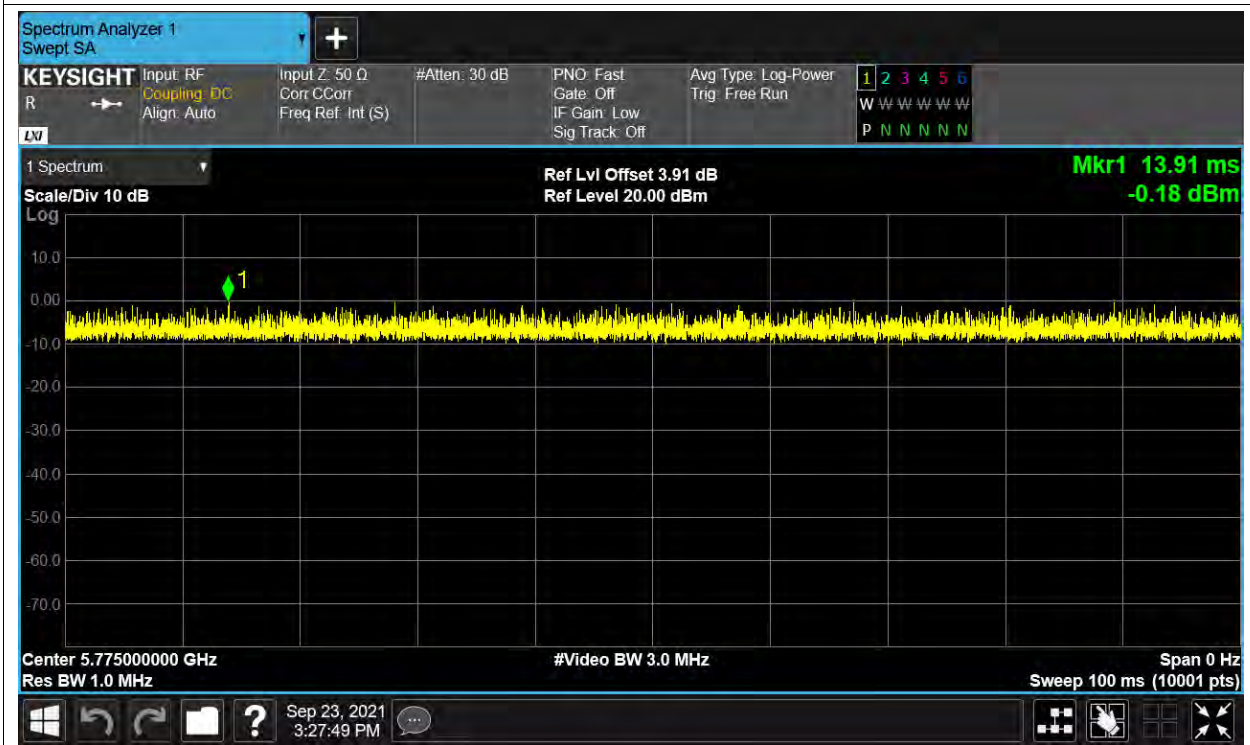 Spectrum Analyzer 1
Swept SA
+
KEYSIGHT
R
LXI
Input: RF
Coupling: DC
Align: Auto
Input Z: 50 Ω
Corr CCorr
Freq Ref: Int (S)
#Atten: 30 dB
PNO: Fast
Gate: Off
IF Gain: Low
Sig Track: Off
Avg Type: Log-Power
Trig: Free Run
1 2 3 4 5 6
W W W W W W
P N N N N N
1 Spectrum
Scale/Div 10 dB
Log
Ref Lvl Offset 3.91 dB
Ref Level 20.00 dBm
Mkr1 13.91 ms
-0.18 dBm
10.0
1
0.00
-10.0
-20.0
-30.0
-40.0
-50.0
-60.0
-70.0
Center 5.775000000 GHz
Res BW 1.0 MHz
#Video BW 3.0 MHz
Span 0 Hz
Sweep 100 ms (10001 pts)
?
Sep 23, 2021
3:27:49 PM